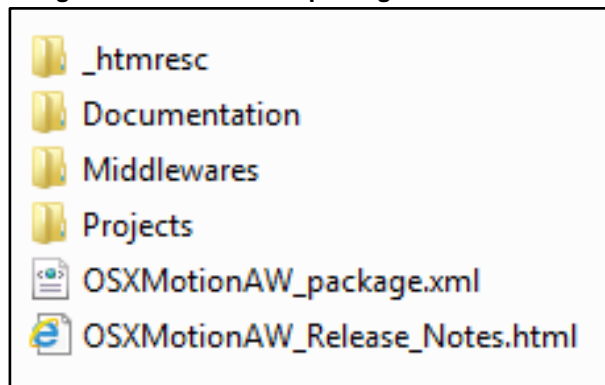 _htmresc
Documentation
Middlewares
Projects
OSXMotionAW_package.xml
OSXMotionAW_Release_Notes.html